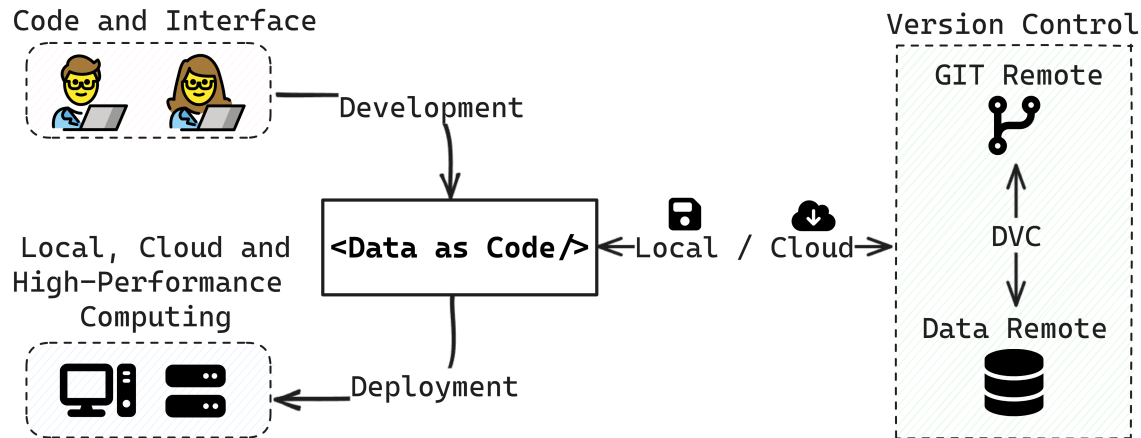 Code and Interface
Version Control
GIT Remote
Development
<Data as Code/>
Local / Cloud
DVC
Local, Cloud and
High-Performance
Computing
Data Remote
Deployment